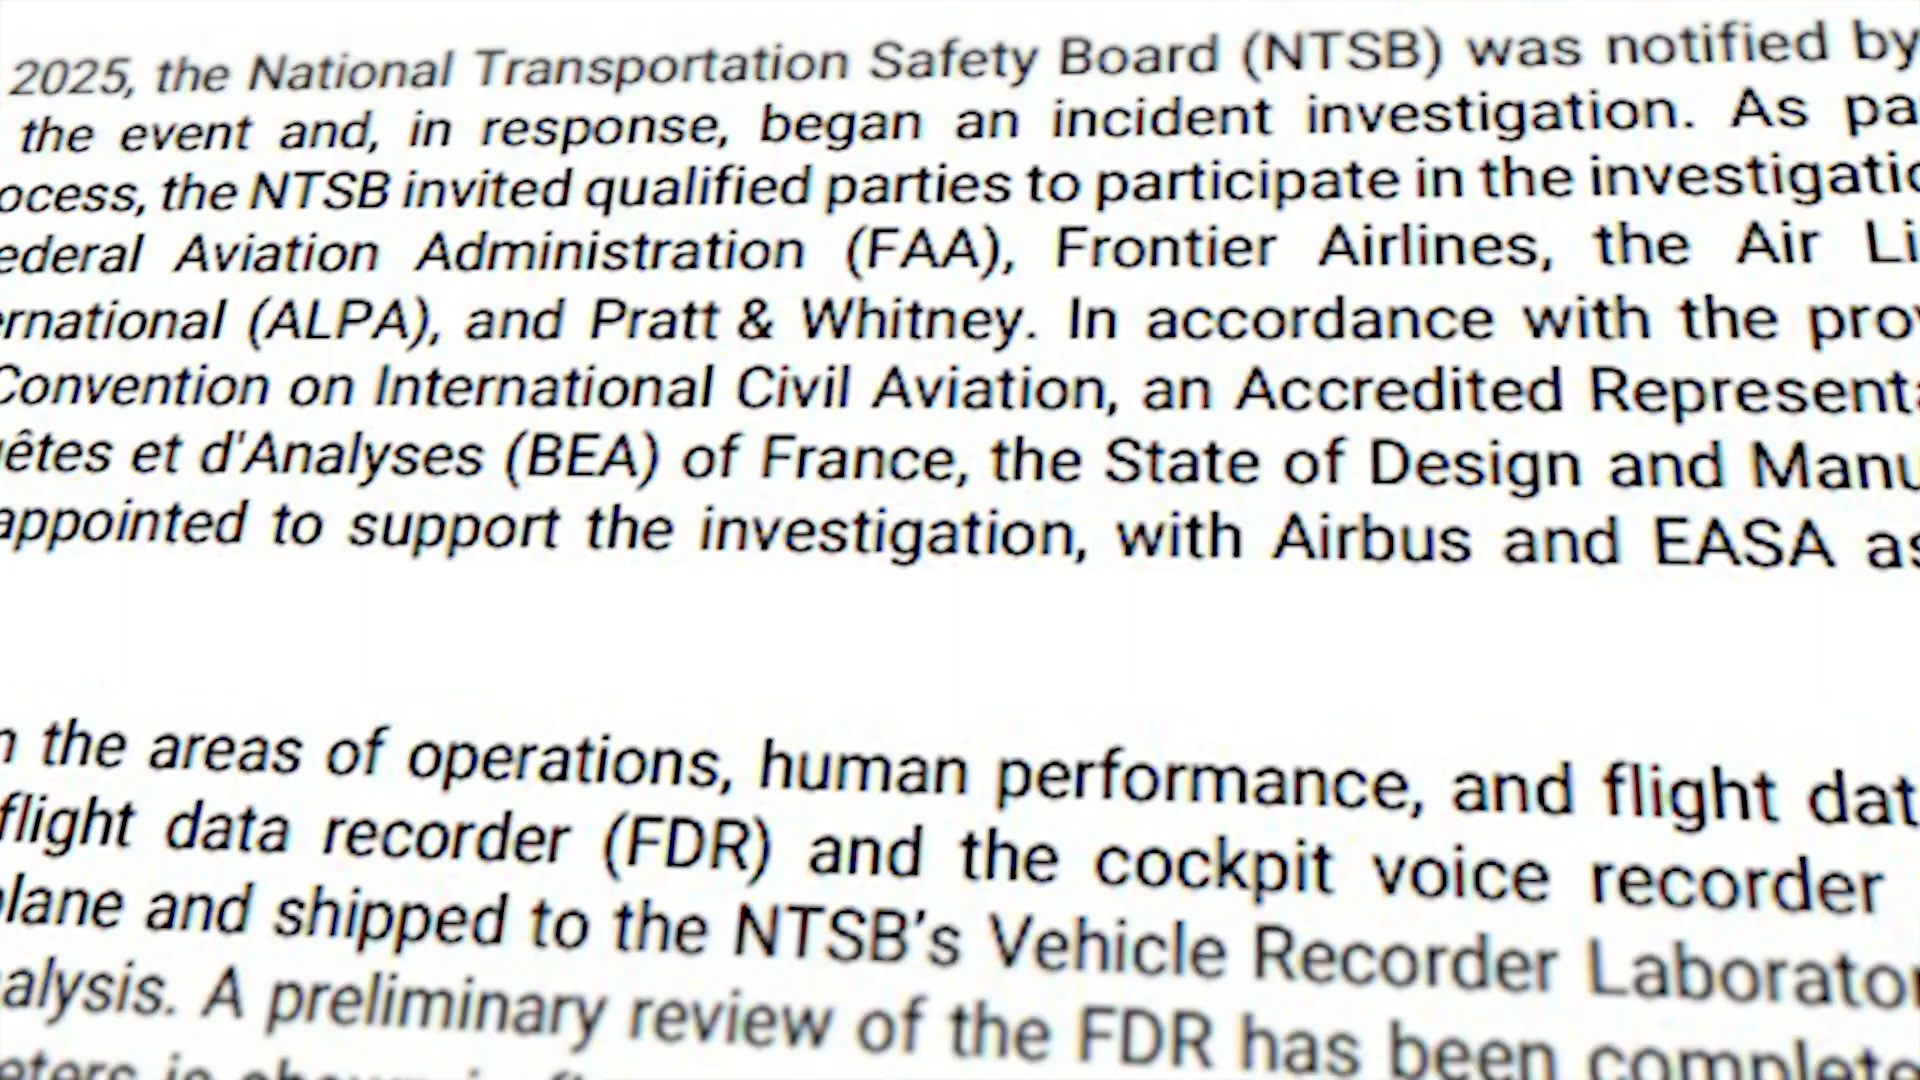 2025, the National Transportation Safety Board (NTSB) was notified by
the event and, in response, began an incident investigation. As pa
ocess, the NTSB invited qualified parties to participate in the investigatio
ederal Aviation Administration (FAA), Frontier Airlines, the Air Li
ernational (ALPA), and Pratt & Whitney. In accordance with the prov
Convention on International Civil Aviation, an Accredited Representa
uêtes et d'Analyses (BEA) of France, the State of Design and Manu
appointed to support the investigation, with Airbus and EASA as
n the areas of operations, human performance, and flight dat
flight data recorder (FDR) and the cockpit voice recorder
plane and shipped to the NTSB’s Vehicle Recorder Laborator
nalysis. A preliminary review of the FDR has been complete
eters is shown in